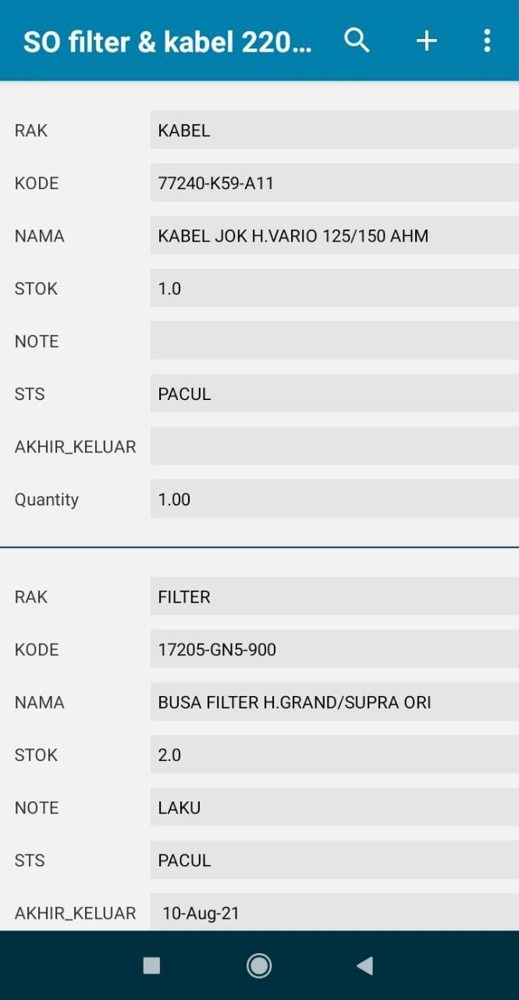 SO filter & kabel 220...
RAK KABEL
KODE 77240-K59-A11
NAMA KABEL JOK H.VARIO 125/150 AHM
STOK 1.0
NOTE
STS PACUL
AKHIR_KELUAR
Quantity 1.00
RAK FILTER
KODE 17205-GN5-900
NAMA BUSA FILTER H.GRAND/SUPRA ORI
STOK 2.0
NOTE LAKU
STS PACUL
AKHIR_KELUAR 10-Aug-21